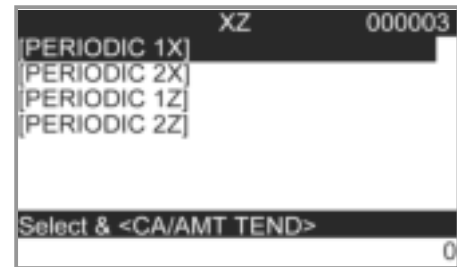 XZ 000003
[PERIODIC 1X]
[PERIODIC 2X]
[PERIODIC 1Z]
[PERIODIC 2Z]
Select & <CA/AMT TEND>
0